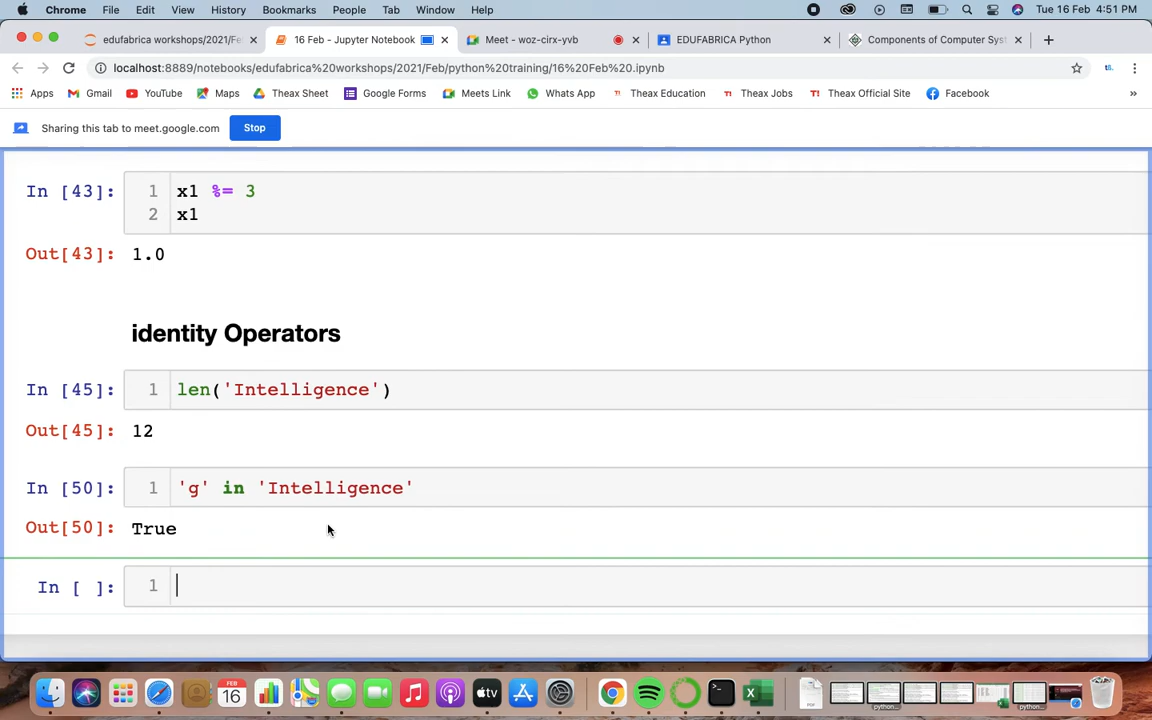 Chrome File Edit View History Bookmarks People Tab Window Help Tue 16 Feb 4:51 PM
edufabrica workshops/2021/Fe
16 Feb - Jupyter Notebook
Meet - woz-cirx-yvb
EDUFABRICA Python
Components of Computer Syst
localhost:8889/notebooks/edufabrica%20workshops/2021/Feb/python%20training/16%20Feb%20.ipynb
Apps Gmail YouTube Maps Theax Sheet Google Forms Meets Link Whats App Theax Education Theax Jobs Theax Official Site Facebook »
Sharing this tab to meet.google.com Stop
In [43]: 1 x1 %= 3
2 x1
Out[43]: 1.0
identity Operators
In [45]: 1 len('Intelligence')
Out[45]: 12
In [50]: 1 'g' in 'Intelligence'
Out[50]: True
In [ ]: 1
FEB
16